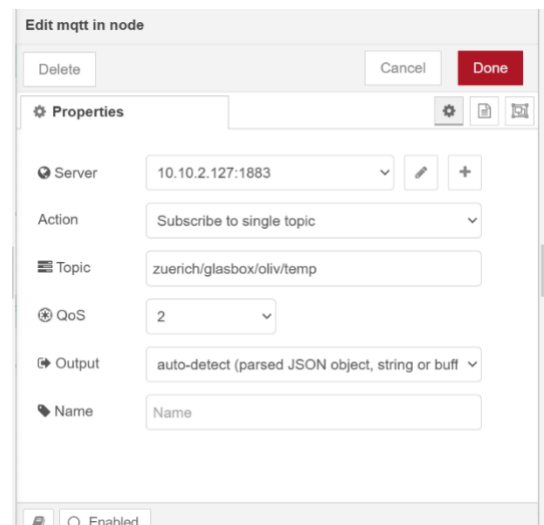 Edit mqtt in node
Delete Cancel Done
Properties
Server 10.10.2.127:1883
Action Subscribe to single topic
Topic zuerich/glasbox/oliv/temp
QoS 2
Output auto-detect (parsed JSON object, string or buff
Name Name
Enabled